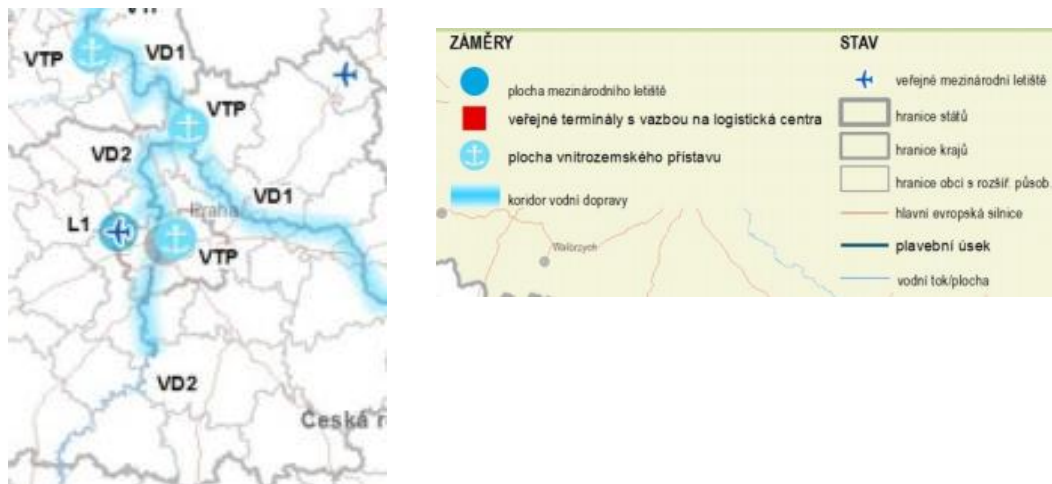 VTP
VTP
VD1
VTP
VD2
VD1
Praha
L1
VTP
VD2
Česká r
ZÁMĚRY
plocha mezinárodního letiště
veřejné terminály s vazbou na logistická centra
plocha vnitrozemského přístavu
koridor vodní dopravy
STAV
veřejné mezinárodní letiště
hranice států
hranice krajů
hranice obcí s rozšíř. působ.
hlavní evropská silnice
plavební úsek
vodní tok/plocha